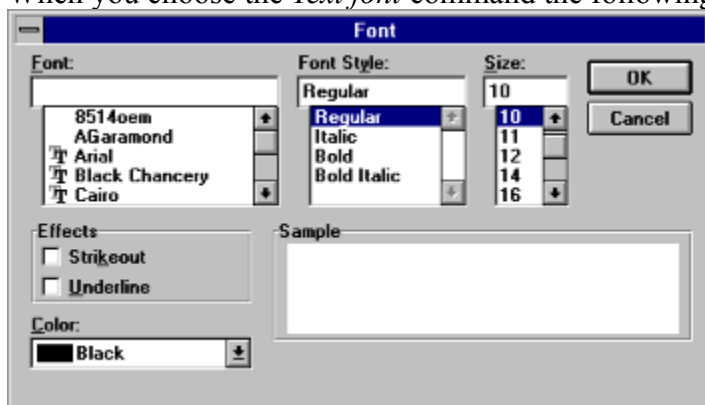 When you choose the Text font command the following
Font
Font: Font Style: Size:
Regular 10 OK
8514oem Regular 10 Cancel
AGaramond Italic 11
Arial Bold 12
Black Chancery Bold Italic 14
Cairo 16
Effects Sample
Strikeout
Underline
Color:
Black